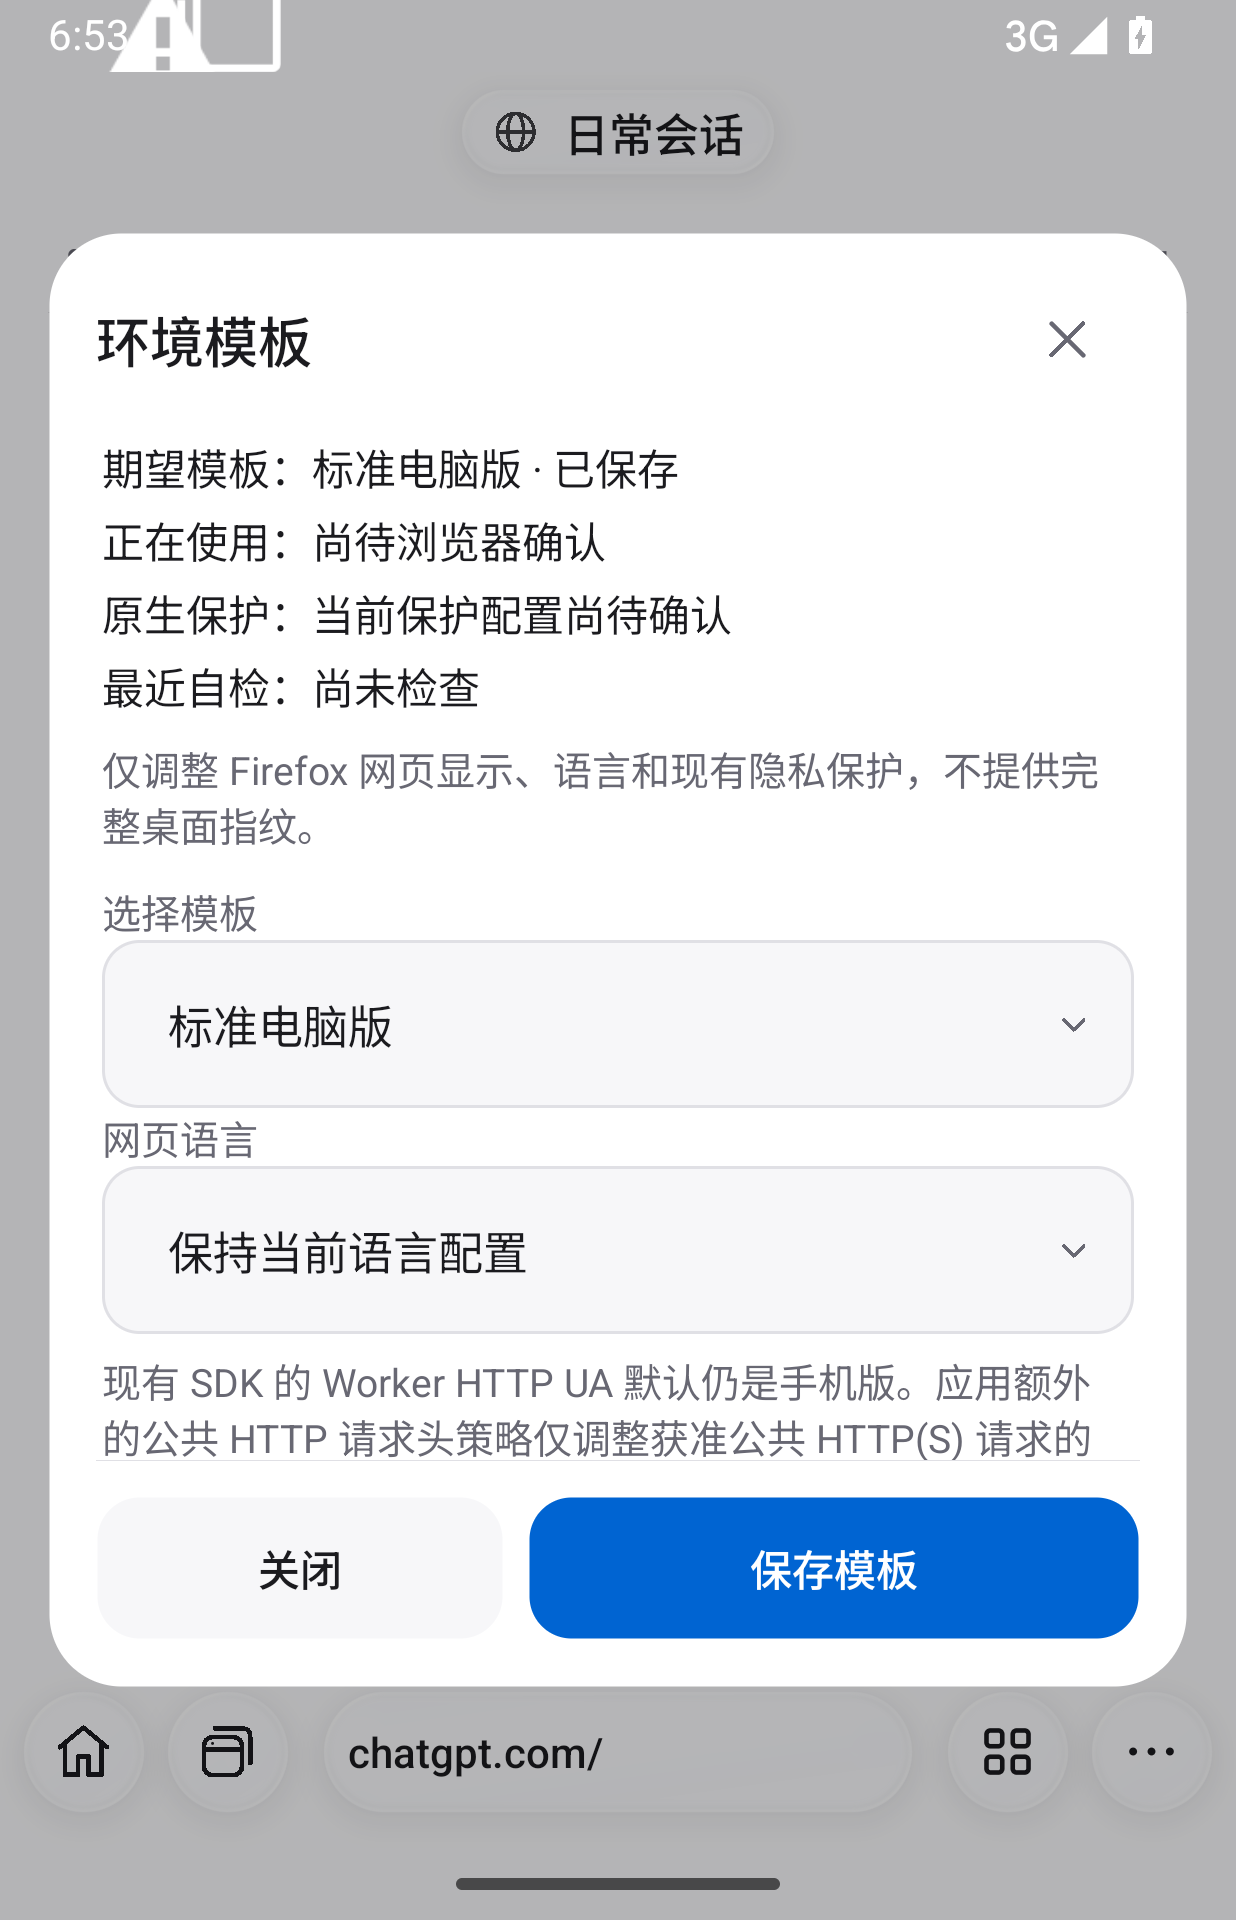 6:53
3G
日常会话
环境模板
期望模板：标准电脑版 · 已保存
正在使用：尚待浏览器确认
原生保护：当前保护配置尚待确认
最近自检：尚未检查
仅调整 Firefox 网页显示、语言和现有隐私保护，不提供完
整桌面指纹。
选择模板
标准电脑版
网页语言
保持当前语言配置
现有 SDK 的 Worker HTTP UA 默认仍是手机版。应用额外
的公共 HTTP 请求头策略仅调整获准公共 HTTP(S) 请求的
关闭
保存模板
chatgpt.com/